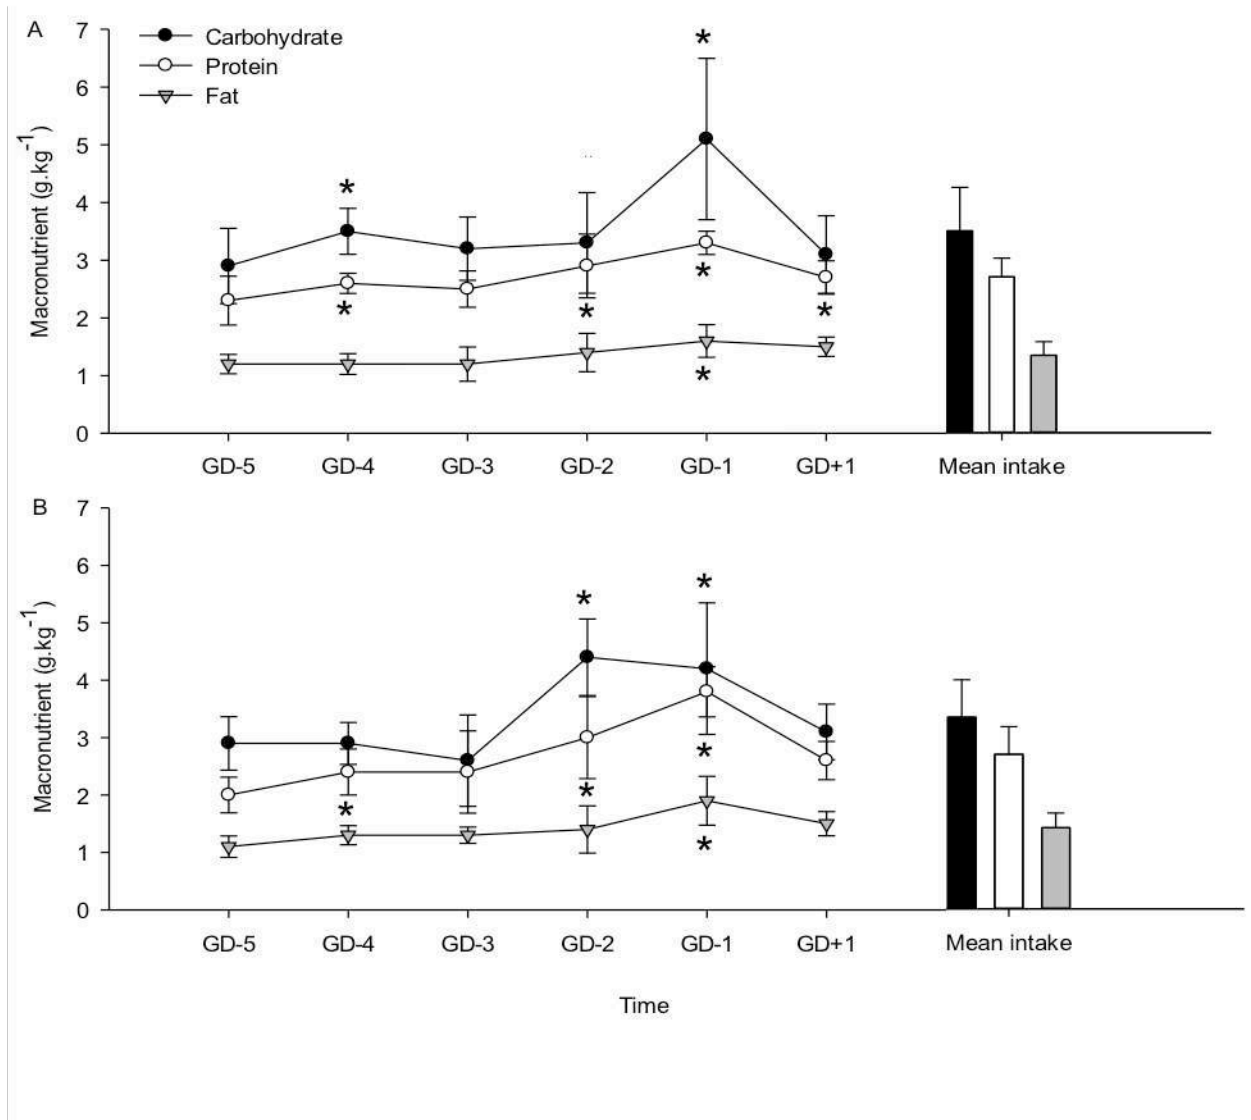 A
7
Carbohydrate
Protein
Fat
6
5
4
3
2
1
0
Macronutrient (g.kg⁻¹)
*
*
*
*
*
*
*
GD-5 GD-4 GD-3 GD-2 GD-1 GD+1 Mean intake
B
7
6
5
4
3
2
1
0
Macronutrient (g.kg⁻¹)
*
*
*
*
*
*
GD-5 GD-4 GD-3 GD-2 GD-1 GD+1 Mean intake
Time